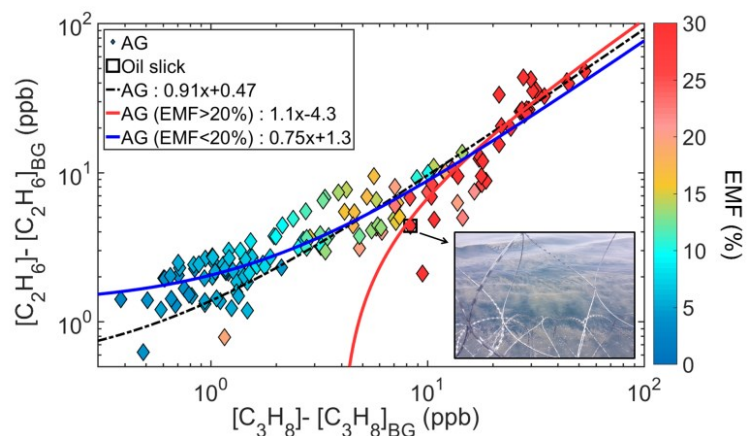 10²
10¹
10⁰
[C₂H₆]- [C₂H₆]BG (ppb)
AG
Oil slick
AG : 0.91x+0.47
AG (EMF>20%) : 1.1x-4.3
AG (EMF<20%) : 0.75x+1.3
10⁰ 10¹ 10²
[C₃H₈]- [C₃H₈]BG (ppb)
30
25
20
15
10
5
0
EMF (%)